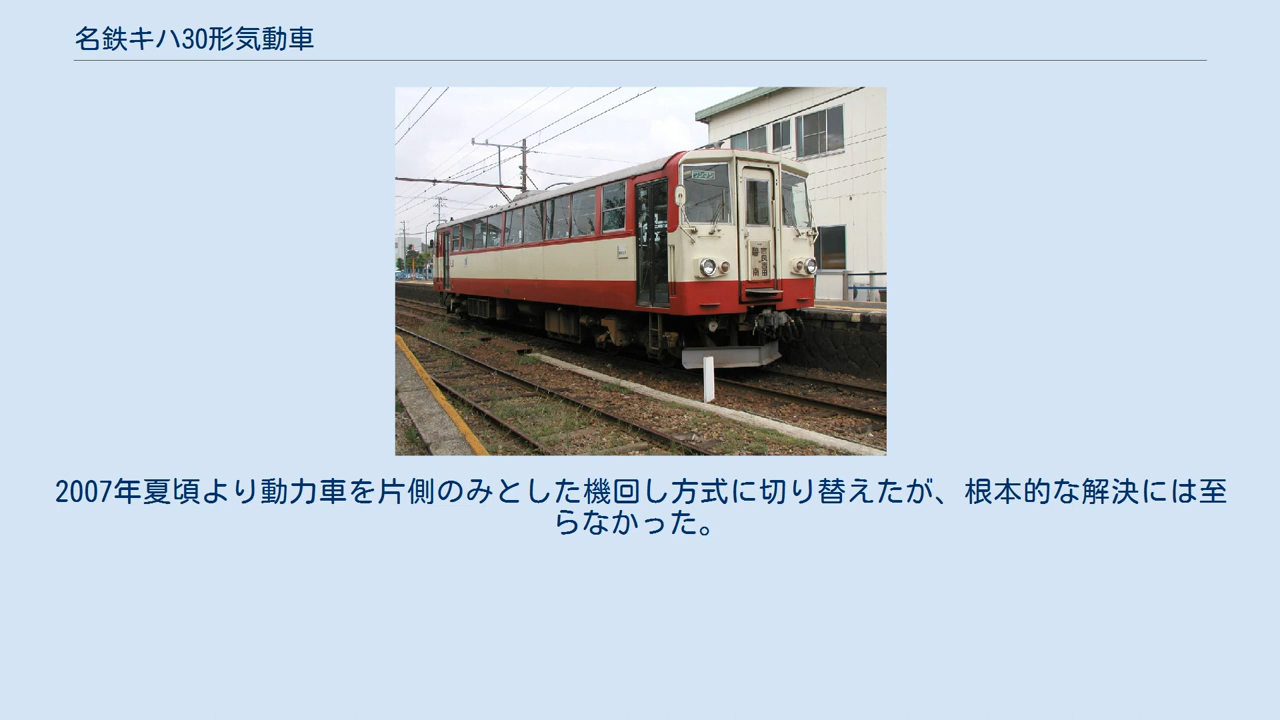 名鉄キハ30形気動車
2007年夏頃より動力車を片側のみとした機回し方式に切り替えたが、根本的な解決には至
らなかった。